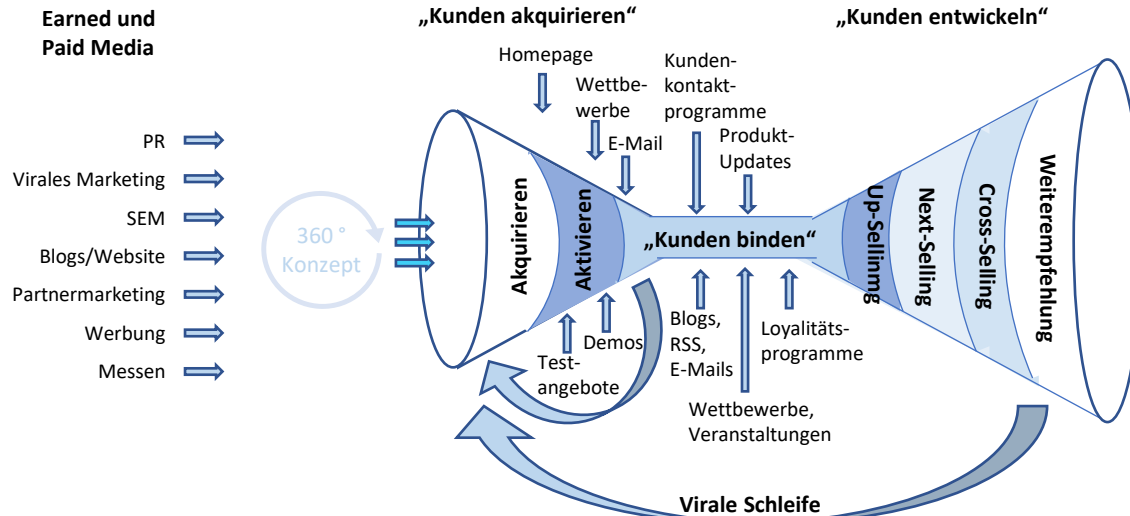 Earned und
Paid Media
„Kunden akquirieren“
„Kunden entwickeln“
Homepage
Wettbe-
werbe
E-Mail
Kunden-
kontakt-
programme
Produkt-
Updates
PR
Virales Marketing
SEM
Blogs/Website
Partnermarketing
Werbung
Messen
360 °
Konzept
Akquirieren
Aktivieren
„Kunden binden“
Up-Sellinmg
Next-Selling
Cross-Selling
Weiterempfehlung
Test-
angebote
Demos
Blogs,
RSS,
E-Mails
Loyalitäts-
programme
Wettbewerbe,
Veranstaltungen
Virale Schleife